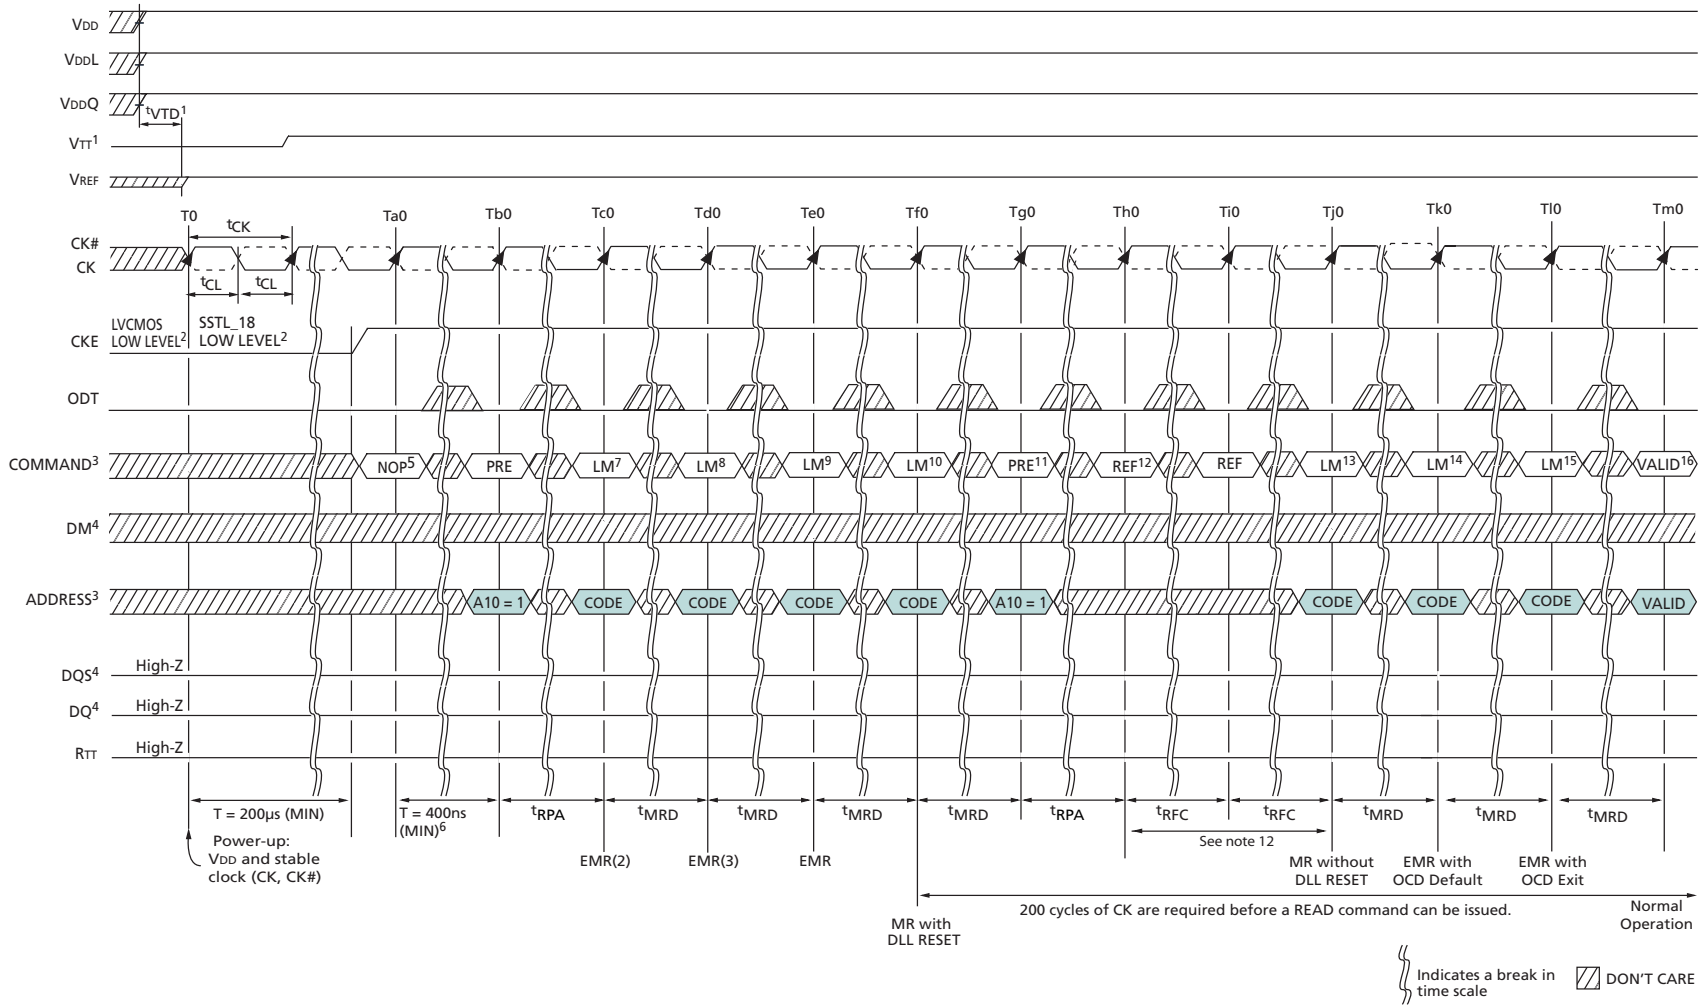 VDD
VDDL
VDDQ
tVTD1
VTT1
VREF
T0 Ta0 Tb0 Tc0 Td0 Te0 Tf0 Tg0 Th0 Ti0 Tj0 Tk0 Tl0 Tm0
tCK
CK#
CK
tCL tCL
LVCMOS SSTL_18
CKE LOW LEVEL2 LOW LEVEL2
ODT
COMMAND3 NOP5 PRE LM7 LM8 LM9 LM10 PRE11 REF12 REF LM13 LM14 LM15 VALID16
DM4
ADDRESS3 A10 = 1 CODE CODE CODE CODE A10 = 1 CODE CODE CODE VALID
DQS4 High-Z
DQ4 High-Z
RTT High-Z
T = 200µs (MIN) T = 400ns (MIN)6 tRPA tMRD tMRD tMRD tMRD tRPA tRFC tRFC tMRD tMRD tMRD
See note 12
Power-up:
VDD and stable
clock (CK, CK#)
EMR(2) EMR(3) EMR
MR without
DLL RESET
EMR with
OCD Default
EMR with
OCD Exit
200 cycles of CK are required before a READ command can be issued.
Normal
Operation
MR with
DLL RESET
Indicates a break in
time scale
DON'T CARE